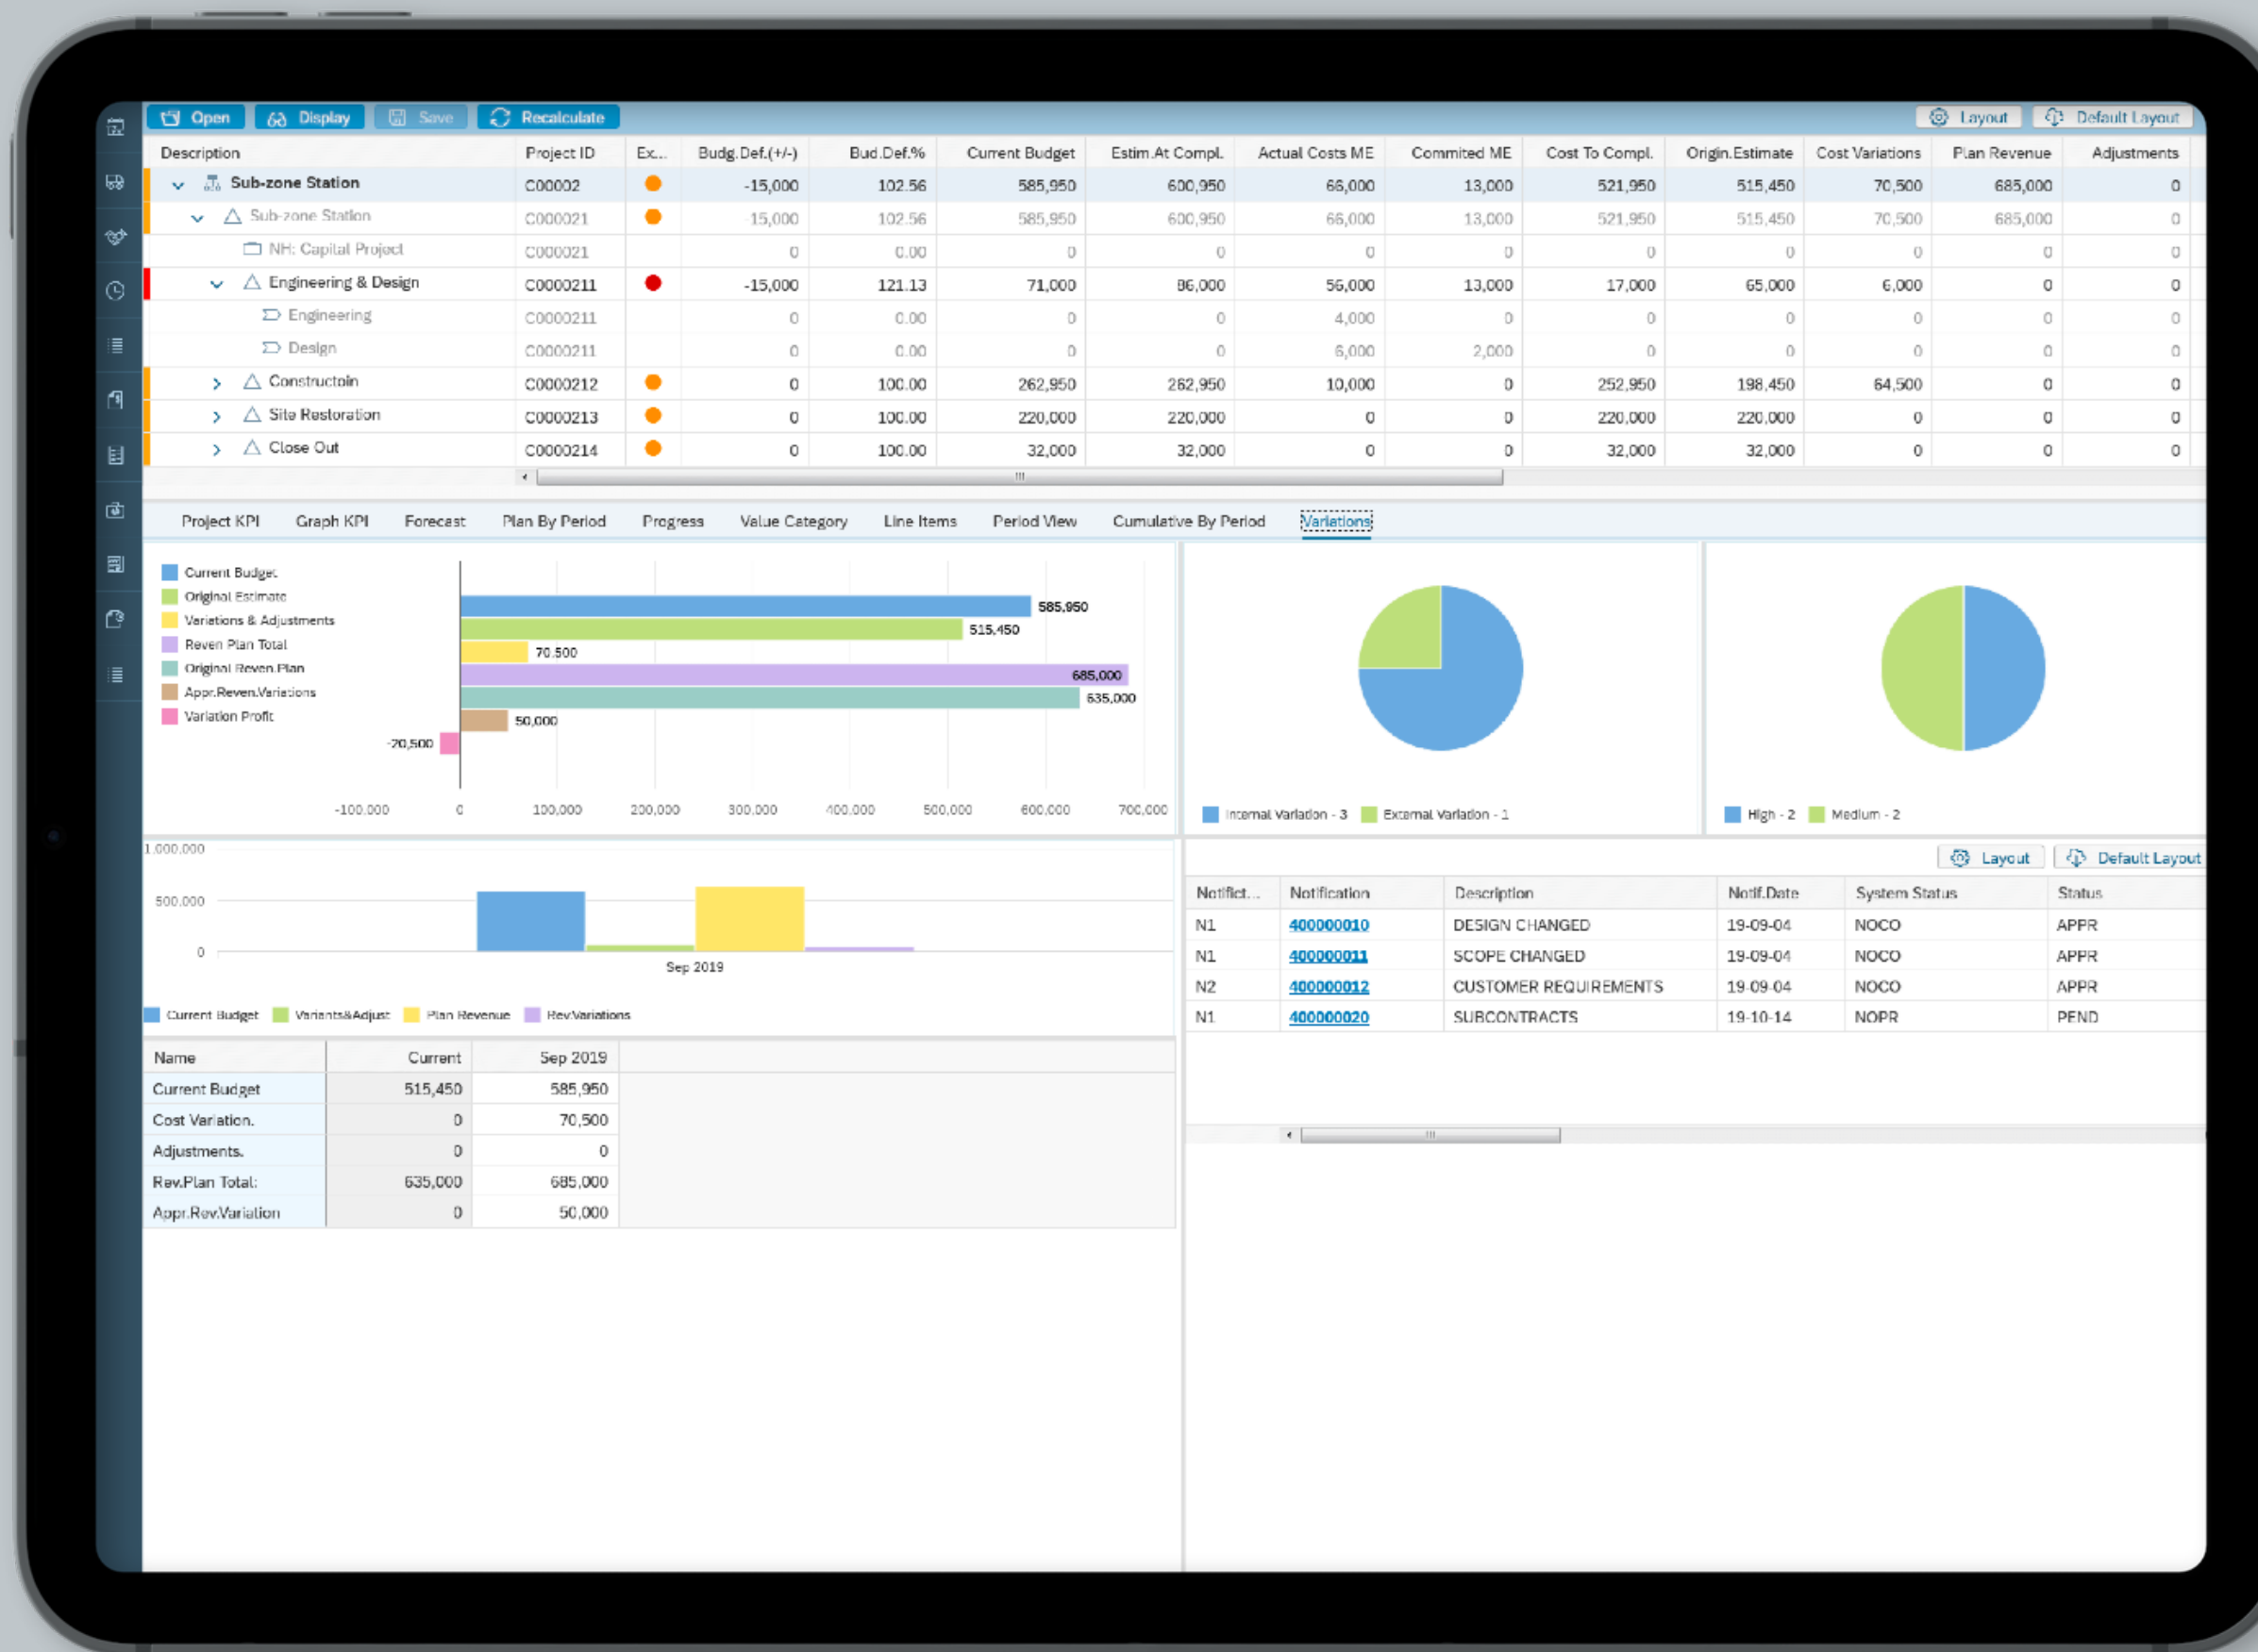 Open Display Save Recalculate Layout Default Layout
Description Project ID Ex... Budg.Def.(+/-) Bud.Def.% Current Budget Estim.At Compl. Actual Costs ME Commited ME Cost To Compl. Origin.Estimate Cost Variations Plan Revenue Adjustments
Sub-zone Station C00002 -15,000 102.56 585,950 600,950 66,000 13,000 521,950 515,450 70,500 685,000 0
Sub-zone Station C000021 -15,000 102.56 585,950 600,950 66,000 13,000 521,950 515,450 70,500 685,000 0
NH: Capital Project C000021 0 0.00 0 0 0 0 0 0 0 0 0
Engineering & Design C0000211 -15,000 121.13 71,000 86,000 56,000 13,000 17,000 65,000 6,000 0 0
Engineering C0000211 0 0.00 0 0 4,000 0 0 0 0 0 0
Design C0000211 0 0.00 0 0 6,000 2,000 0 0 0 0 0
Constructoin C0000212 0 100.00 262,950 262,950 10,000 0 252,950 198,450 64,500 0 0
Site Restoration C0000213 0 100.00 220,000 220,000 0 0 220,000 220,000 0 0 0
Close Out C0000214 0 100.00 32,000 32,000 0 0 32,000 32,000 0 0 0
Project KPI Graph KPI Forecast Plan By Period Progress Value Category Line Items Period View Cumulative By Period Variations
Current Budget
Original Estimate
Variations & Adjustments
Reven Plan Total
Original Reven.Plan
Appr.Reven.Variations
Variation Profit
585,950
515,450
70,500
685,000
635,000
50,000
-20,500
-100,000 0 100,000 200,000 300,000 400,000 500,000 600,000 700,000
Internal Variation - 3 External Variation - 1
High - 2 Medium - 2
1,000,000
500,000
0
Sep 2019
Current Budget Variants&Adjust Plan Revenue Rev.Variations
Name Current Sep 2019
Current Budget 515,450 585,950
Cost Variation. 0 70,500
Adjustments. 0 0
Rev.Plan Total: 635,000 685,000
Appr.Rev.Variation 0 50,000
Layout Default Layout
Notifict... Notification Description Notif.Date System Status Status
N1 400000010 DESIGN CHANGED 19-09-04 NOCO APPR
N1 400000011 SCOPE CHANGED 19-09-04 NOCO APPR
N2 400000012 CUSTOMER REQUIREMENTS 19-09-04 NOCO APPR
N1 400000020 SUBCONTRACTS 19-10-14 NOPR PEND